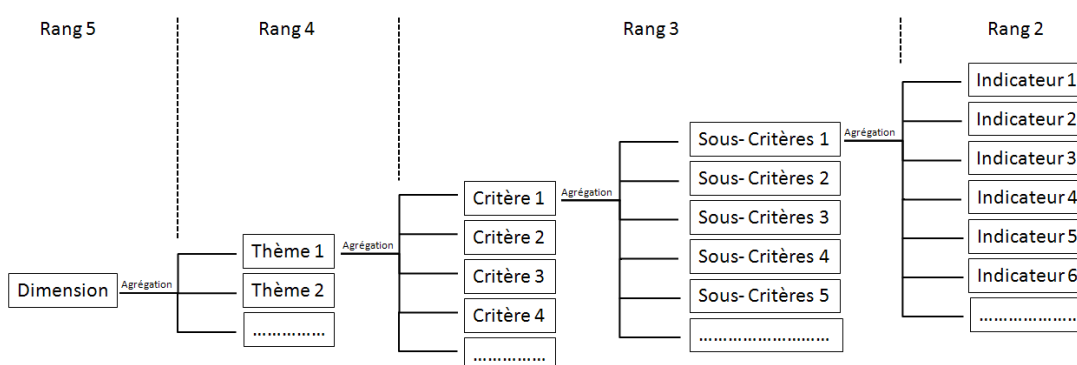 Rang 5
Rang 4
Rang 3
Rang 2
Dimension
Agrégation
Thème 1
Thème 2
……………
Agrégation
Critère 1
Critère 2
Critère 3
Critère 4
……………
Agrégation
Sous- Critères 1
Sous- Critères 2
Sous- Critères 3
Sous- Critères 4
Sous- Critères 5
…………………………
Agrégation
Indicateur 1
Indicateur 2
Indicateur 3
Indicateur 4
Indicateur 5
Indicateur 6
…………………